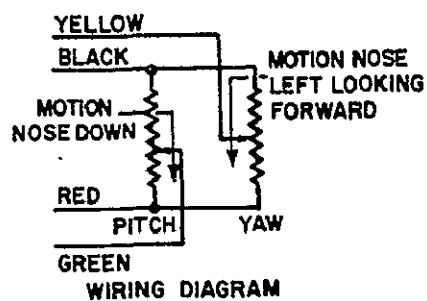 YELLOW
BLACK
MOTION NOSE
LEFT LOOKING
FORWARD
MOTION
NOSE DOWN
RED
PITCH
YAW
GREEN
WIRING DIAGRAM